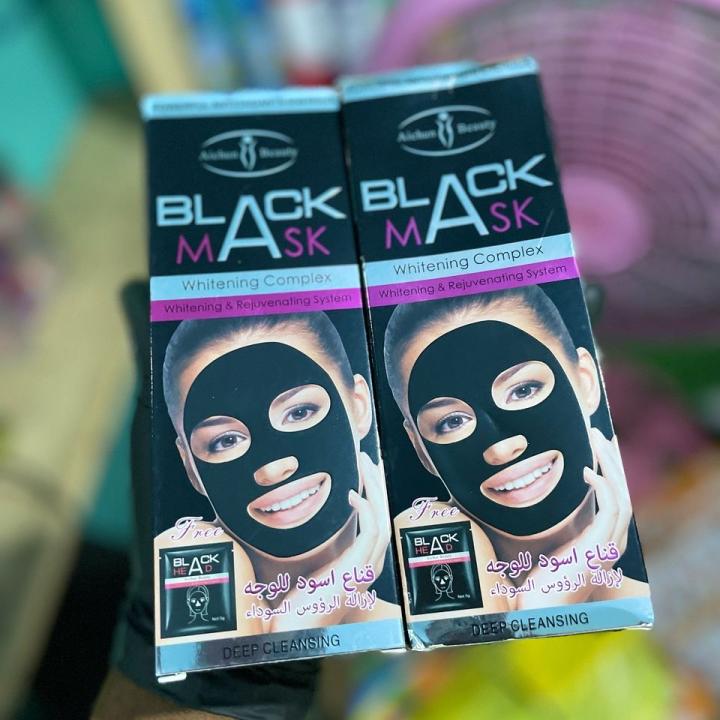 Aichun Beauty
BLACK
MASK
Whitening Complex
Whitening & Rejuvenating System
Free
BLACK
HEAD
قناع اسود للوجه
لإزالة الرؤوس السوداء
DEEP CLEANSING
Aichun Beauty
BLACK
MASK
Whitening Complex
Whitening & Rejuvenating System
Free
BLACK
HEAD
قناع اسود للوجه
لإزالة الرؤوس السوداء
DEEP CLEANSING